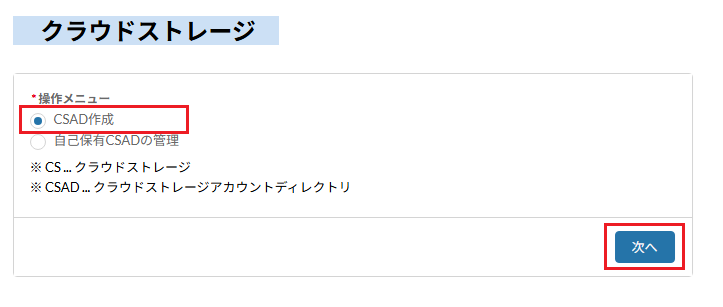 クラウドストレージ
*操作メニュー
CSAD作成
自己保有CSADの管理
※ CS ... クラウドストレージ
※ CSAD ... クラウドストレージアカウントディレクトリ
次へ